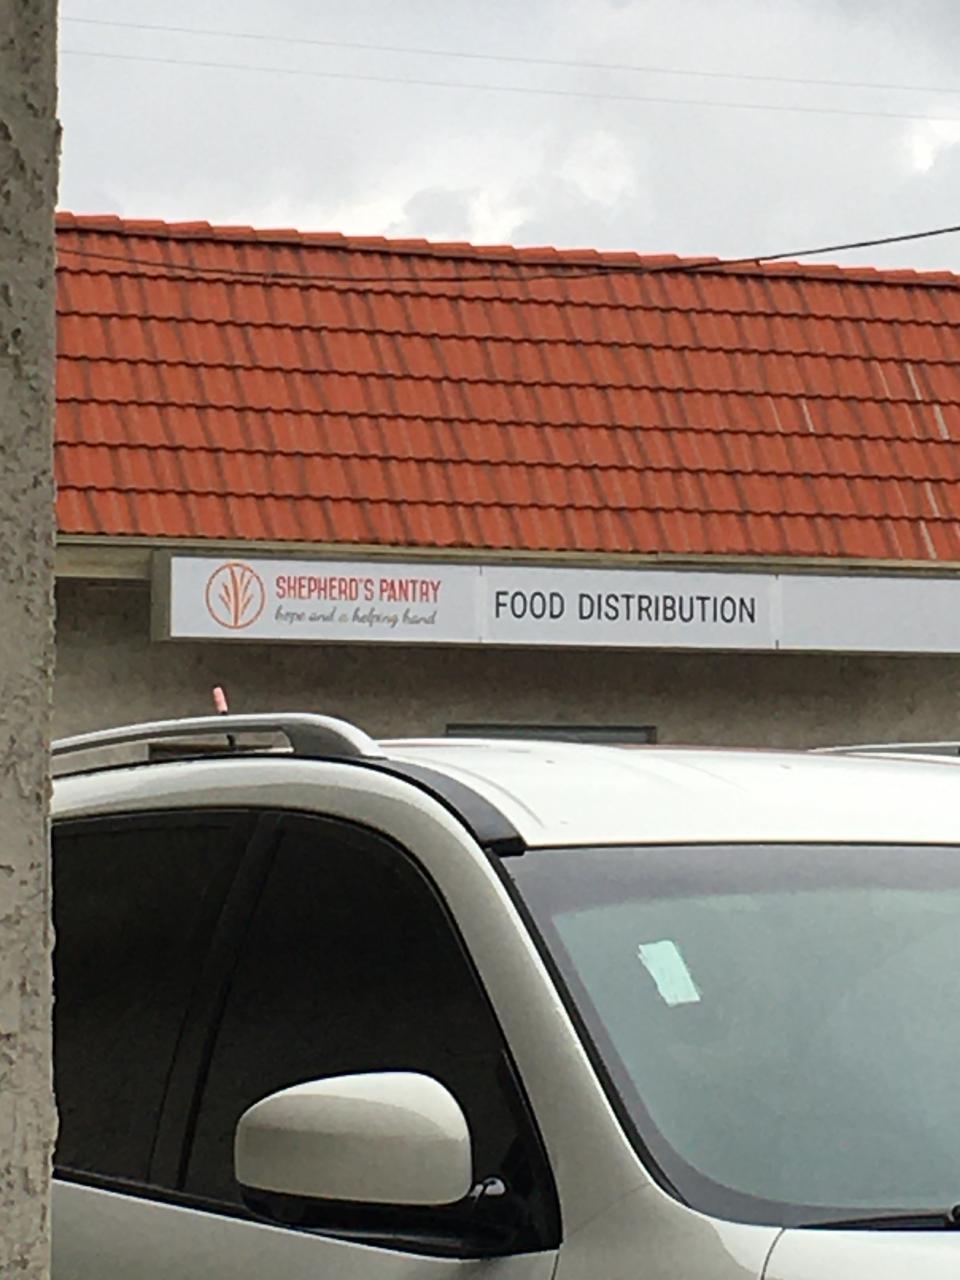 SHEPHERD'S PANTRY
hope and a helping hand
FOOD DISTRIBUTION